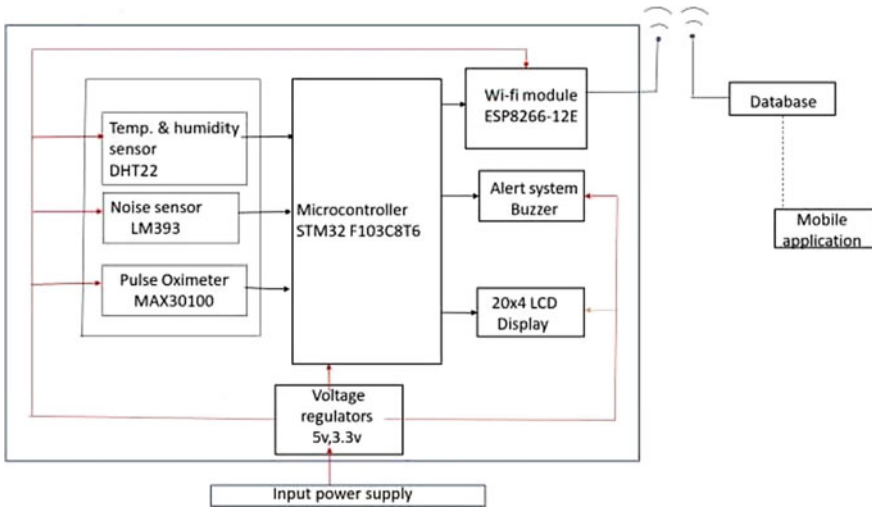 Temp. & humidity
sensor
DHT22
Noise sensor
LM393
Pulse Oximeter
MAX30100
Microcontroller
STM32 F103C8T6
Wi-fi module
ESP8266-12E
Alert system
Buzzer
20x4 LCD
Display
Voltage
regulators
5v,3.3v
Input power supply
Database
Mobile
application